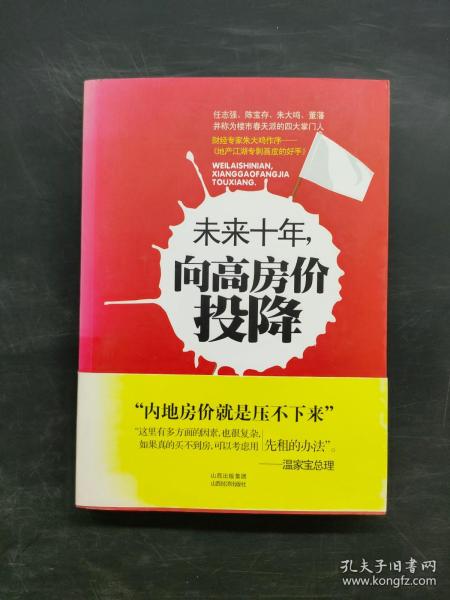 任志强、陈宝存、朱大鸣、董藩
并称为楼市春天派的四大掌门人
财经专家朱大鸣作序——
《地产江湖专刺画皮的好手》
WEILAISHINIAN,
XIANGGAOFANGJIA
TOUXIANG.
未来十年,
向高房价
投降
“内地房价就是压不下来”
“这里有多方面的因素,也很复杂,
如果真的买不到房,可以考虑用 先租的办法”。
——温家宝总理
山西出版集团
山西经济出版社
孔夫子旧书网
www.kongfz.com